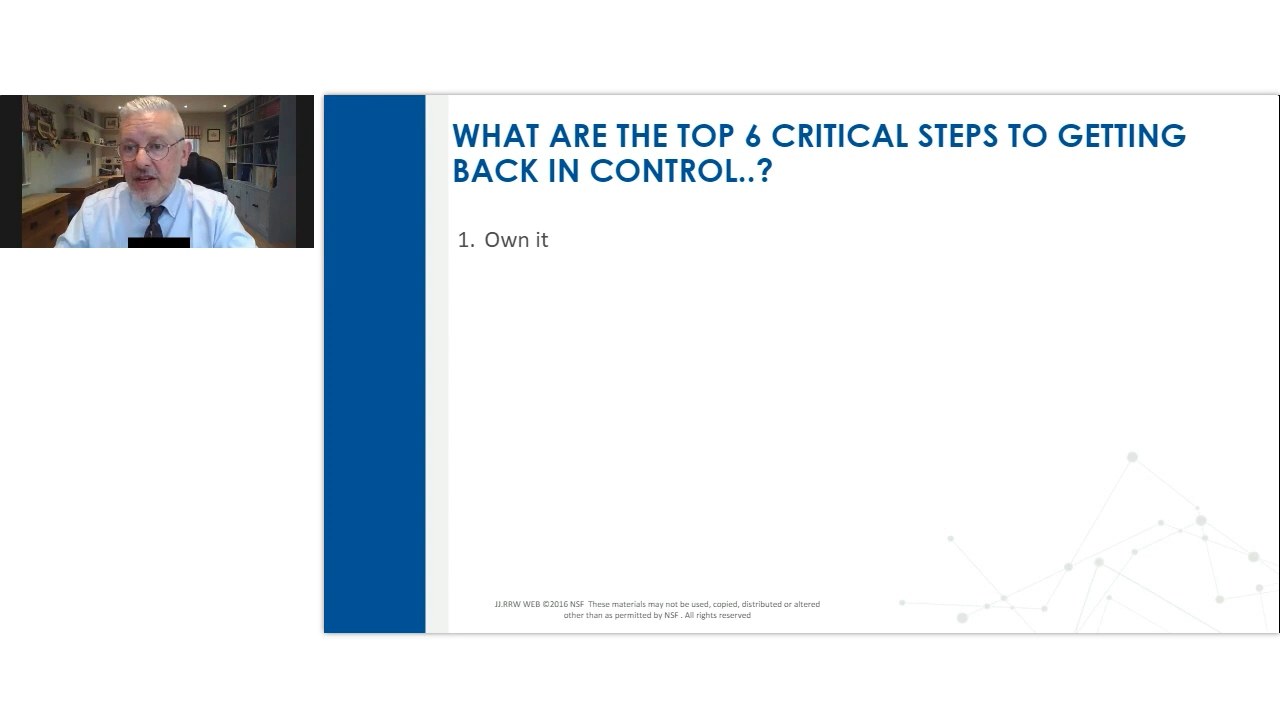 WHAT ARE THE TOP 6 CRITICAL STEPS TO GETTING
BACK IN CONTROL..?
1. Own it
JJ.RRW WEB ©2016 NSF These materials may not be used, copied, distributed or altered
other than as permitted by NSF . All rights reserved